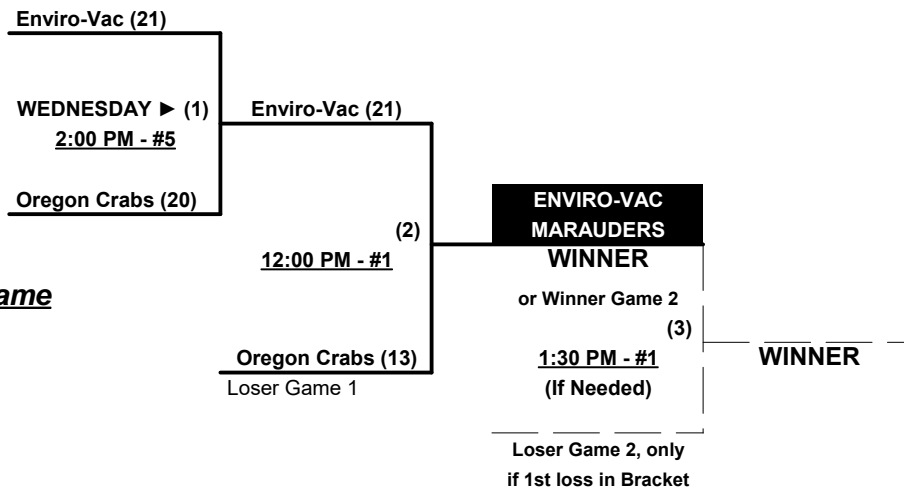 Enviro-Vac (21)
WEDNESDAY ► (1)
2:00 PM - #5
Oregon Crabs (20)
Enviro-Vac (21)
(2)
12:00 PM - #1
ame
Oregon Crabs (13)
Loser Game 1
ENVIRO-VAC
MARAUDERS
WINNER
or Winner Game 2
(3)
1:30 PM - #1
(If Needed)
WINNER
Loser Game 2, only
if 1st loss in Bracket